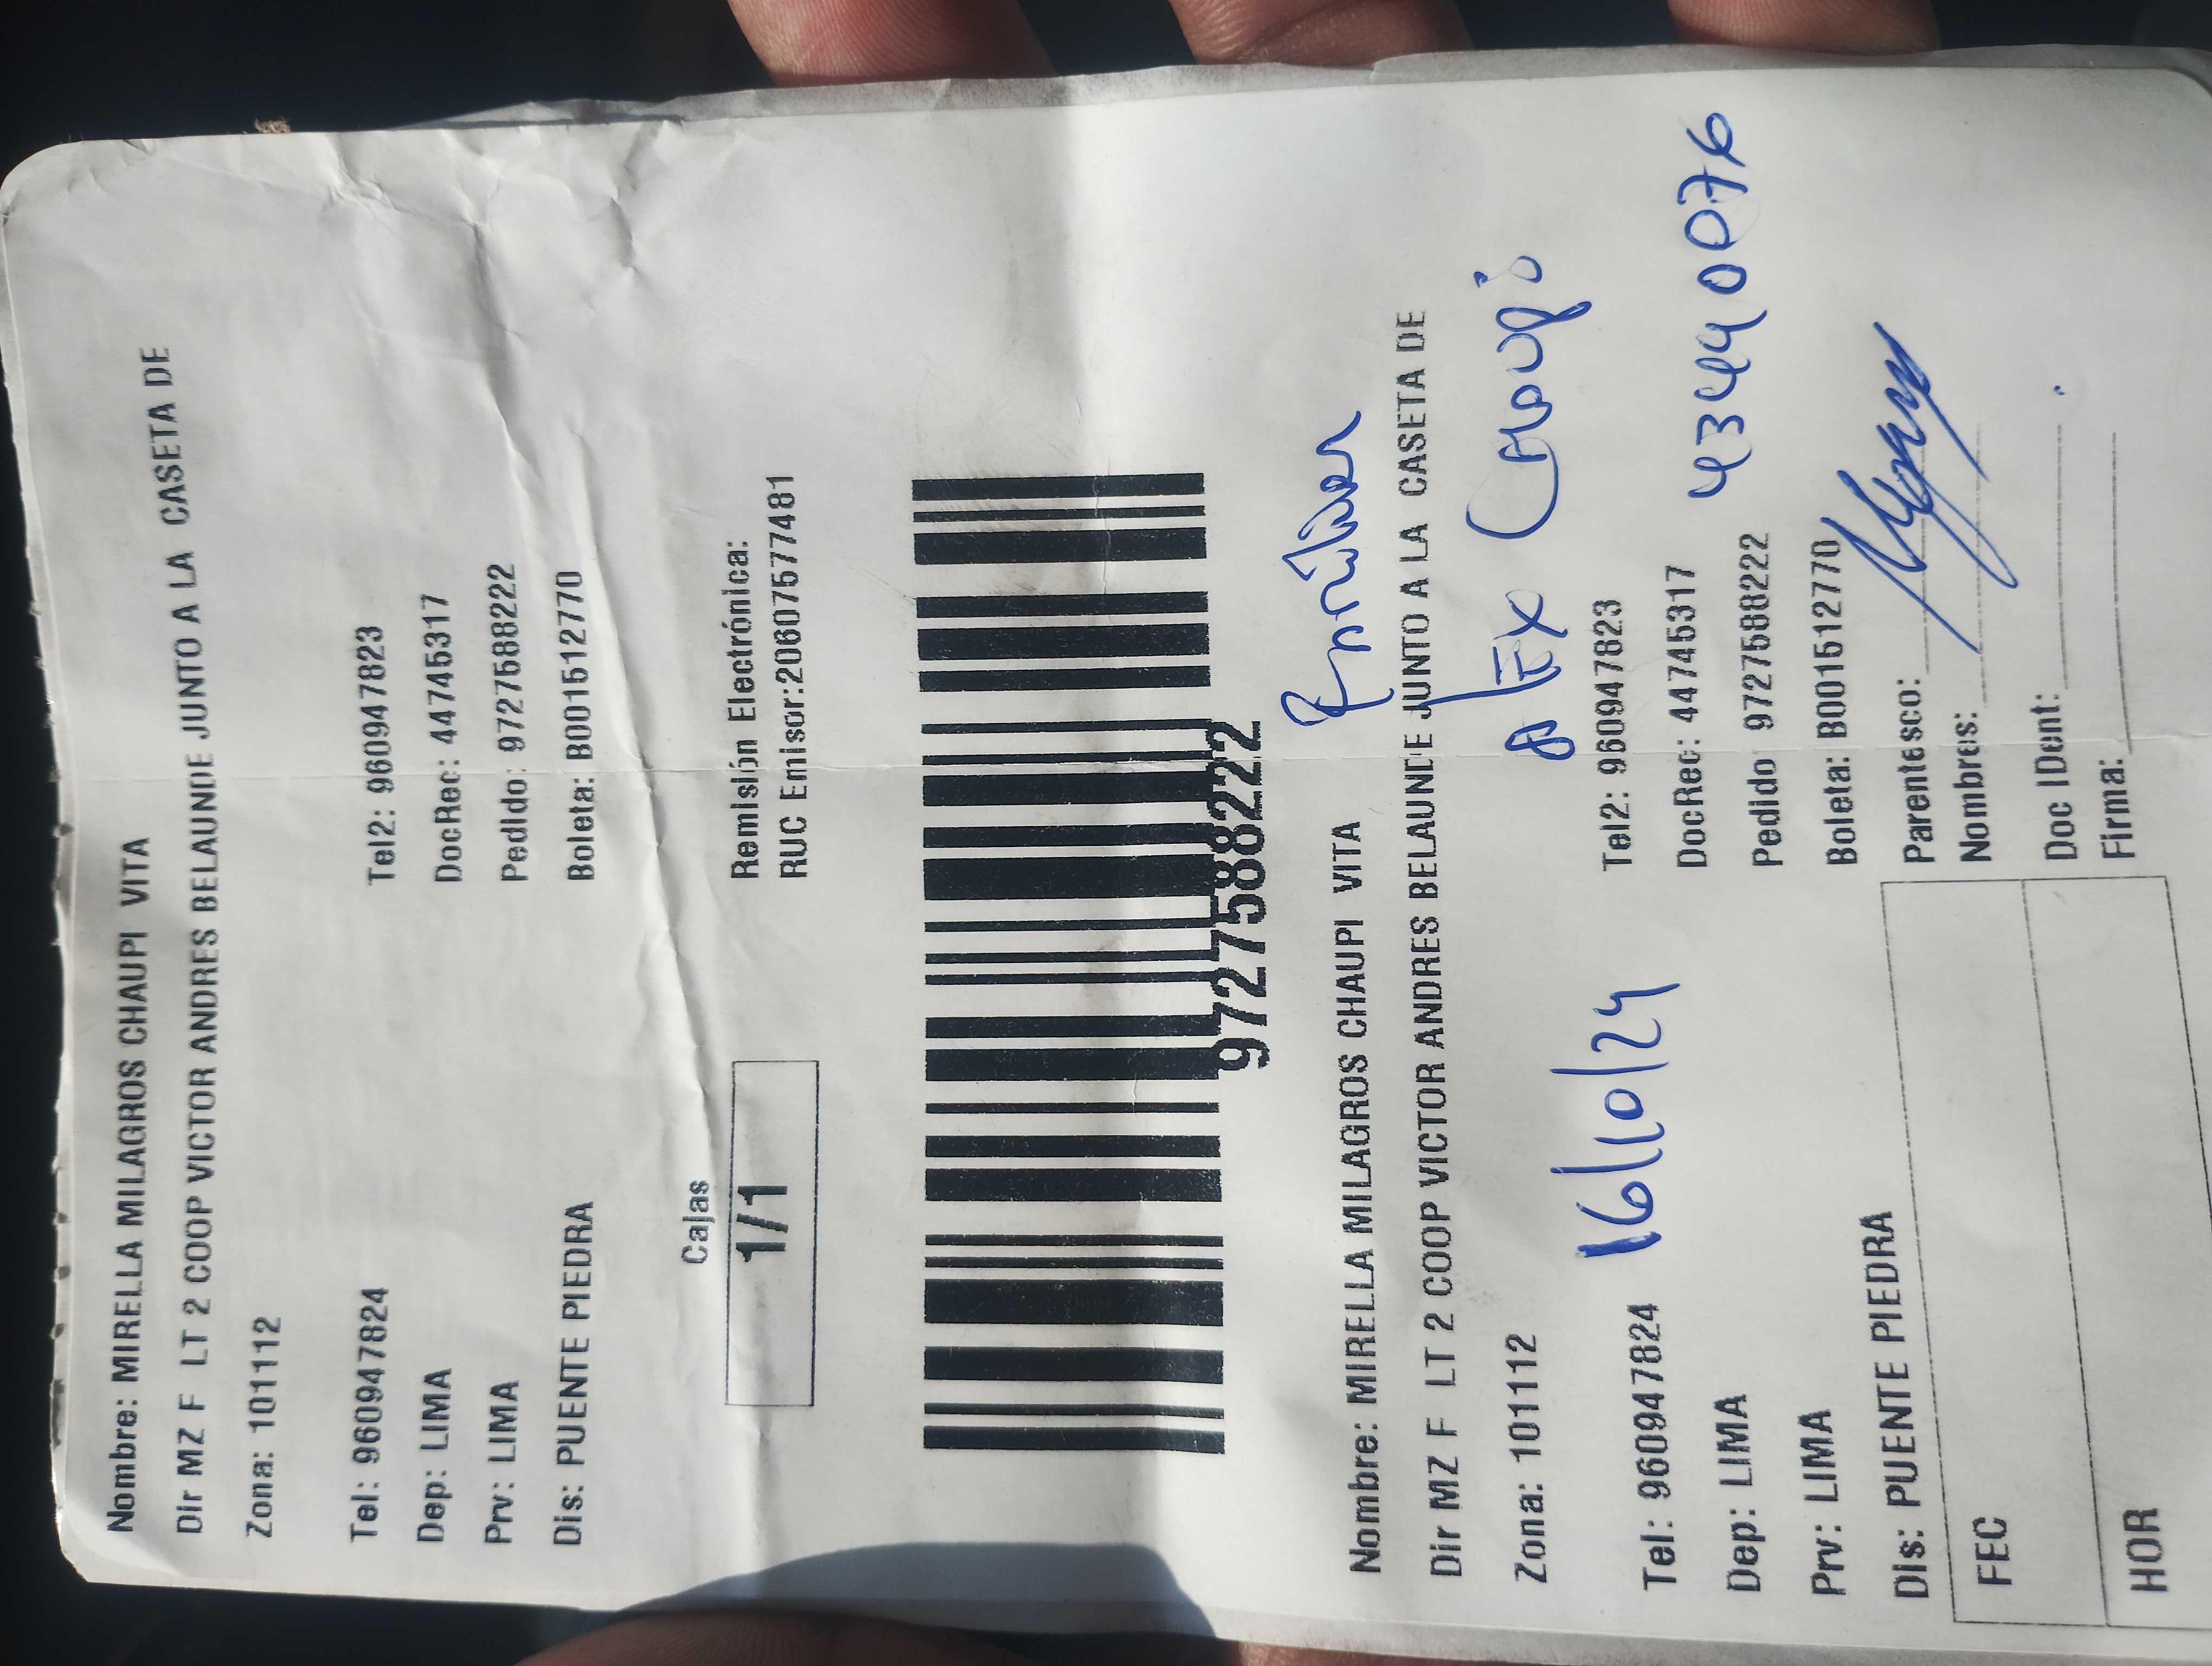 Nombre: MIRELLA MILAGROS CHAUPI VITA
Dir MZ F LT 2 COOP VICTOR ANDRES BELAUNDE JUNTO A LA CASETA DE
Zona: 101112
Tel: 960947824 Tel2: 960947823
Dep: LIMA DocRec: 44745317
Prv: LIMA Pedido: 9727588222
Dis: PUENTE PIEDRA Boleta: B001512770
Cajas
1/1
Remisión Electrónica:
RUC Emisor:20607577481
9727588222
Familiar
Nombre: MIRELLA MILAGROS CHAUPI VITA
Dir MZ F LT 2 COOP VICTOR ANDRES BELAUNDE JUNTO A LA CASETA DE
Alex Chaupi
Zona: 101112
16/10/24
Tel: 960947824 Tel2: 960947823
43440076
Dep: LIMA DocRec: 44745317
Prv: LIMA Pedido 9727588222
Dis: PUENTE PIEDRA Boleta: B001512770
FEC
HOR
Parentesco:
Nombres:
Doc IDent:
Firma: